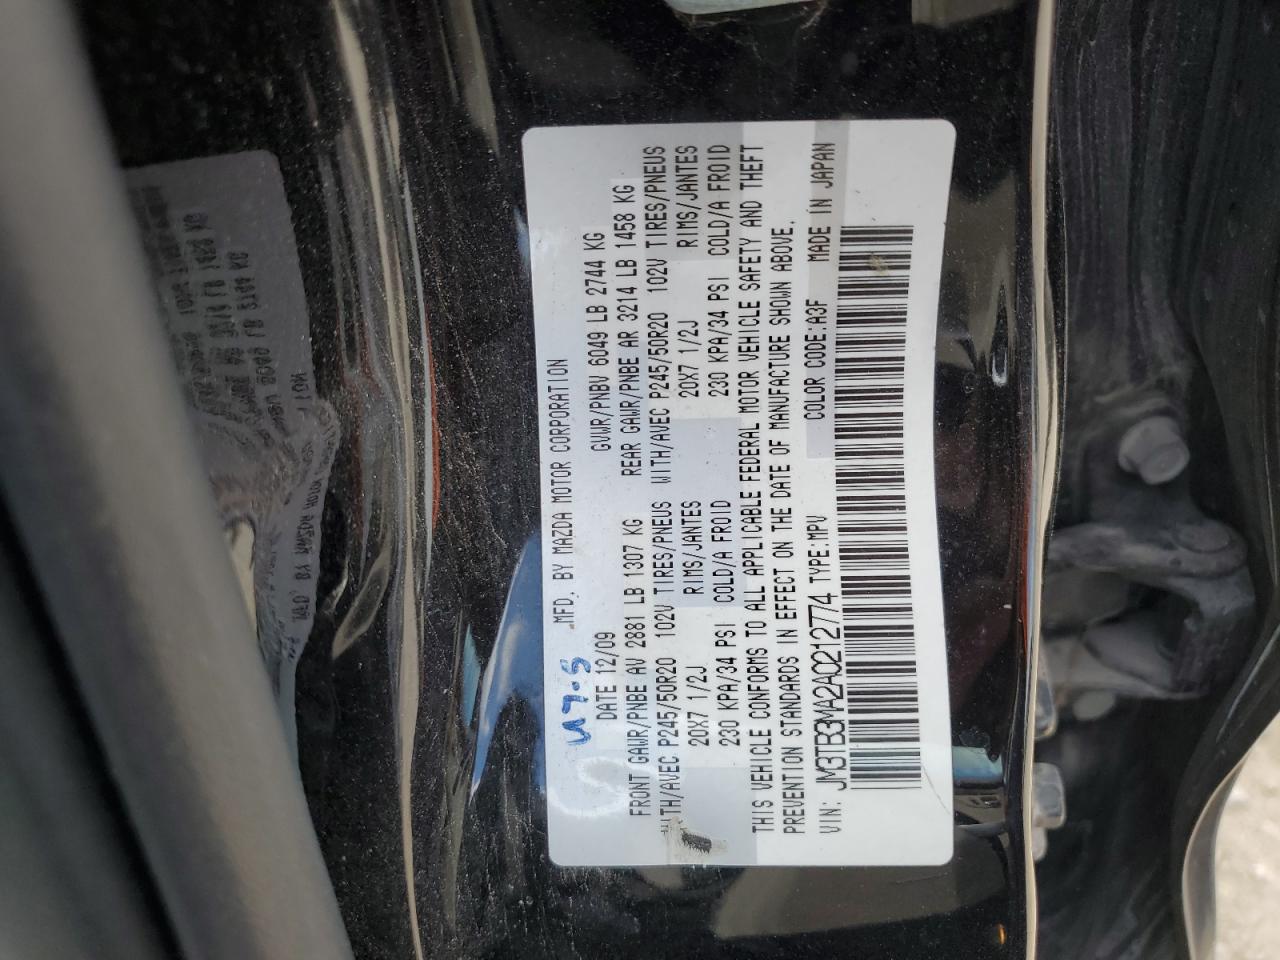 MFD. BY MAZDA MOTOR CORPORATION
DATE 12/09 GVWR/PNBV 6049 LB 2744 KG
FRONT GAWR/PNBE AV 2881 LB 1307 KG REAR GAWR/PNBE AR 3214 LB 1458 KG
WITH/AVEC P245/50R20 102V TIRES/PNEUS WITH/AVEC P245/50R20 102V TIRES/PNEUS
20X7 1/2J RIMS/JANTES 20X7 1/2J RIMS/JANTES
230 KPA/34 PSI COLD/A FROID 230 KPA/34 PSI COLD/A FROID
THIS VEHICLE CONFORMS TO ALL APPLICABLE FEDERAL MOTOR VEHICLE SAFETY AND THEFT
PREVENTION STANDARDS IN EFFECT ON THE DATE OF MANUFACTURE SHOWN ABOVE.
VIN: JM3TB3MA2A0212774 TYPE:MPV COLOR CODE:A3F MADE IN JAPAN